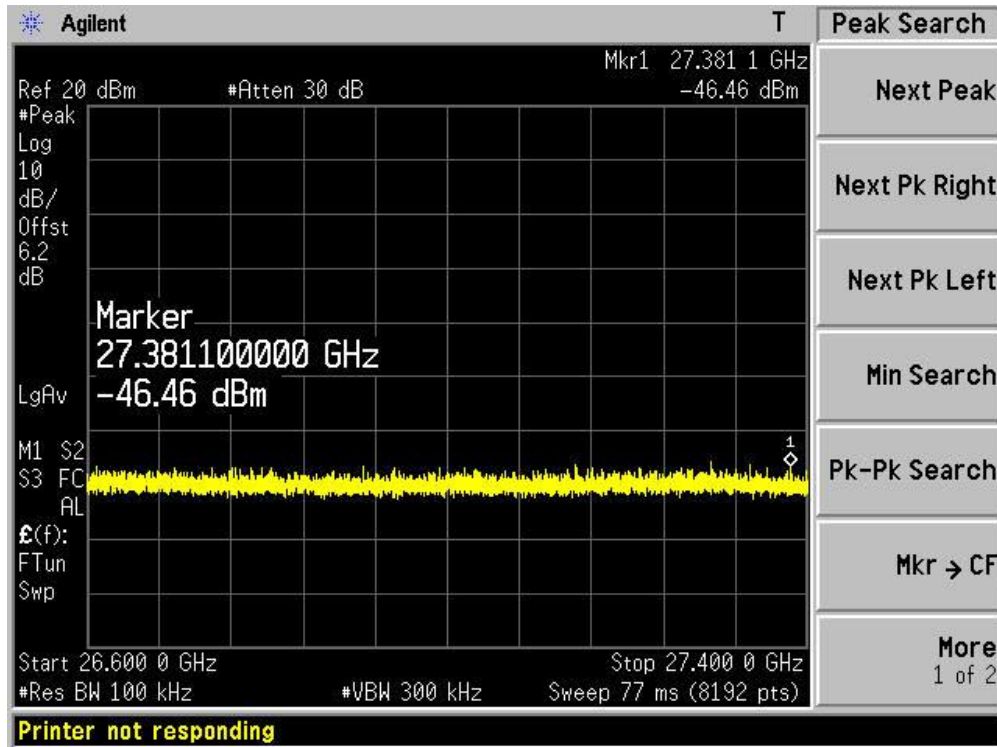 Agilent T Peak Search
Mkr1 27.381 1 GHz
Ref 20 dBm #Atten 30 dB -46.46 dBm
#Peak
Log
10
dB/
Offst
6.2
dB
Marker
27.381100000 GHz
-46.46 dBm
LgAv
1
M1 S2
S3 FC
AL
£(f):
FTun
Swp
Start 26.600 0 GHz Stop 27.400 0 GHz
#Res BW 100 kHz #VBW 300 kHz Sweep 77 ms (8192 pts)
Printer not responding
Next Peak
Next Pk Right
Next Pk Left
Min Search
Pk-Pk Search
Mkr → CF
More
1 of 2